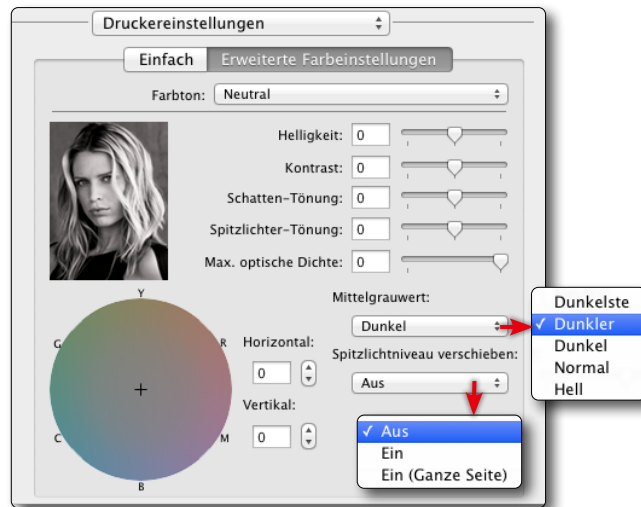 Druckereinstellungen
Einfach
Erweiterte Farbeinstellungen
Farbton: Neutral
Helligkeit: 0
Kontrast: 0
Schatten-Tönung: 0
Spitzlichter-Tönung: 0
Max. optische Dichte: 0
Y
G
R
C
M
B
Horizontal:
0
Vertikal:
0
Mittelgrauwert:
Dunkel
Spitzlichtniveau verschieben:
Aus
Dunkelste
✓ Dunkler
Dunkel
Normal
Hell
✓ Aus
Ein
Ein (Ganze Seite)